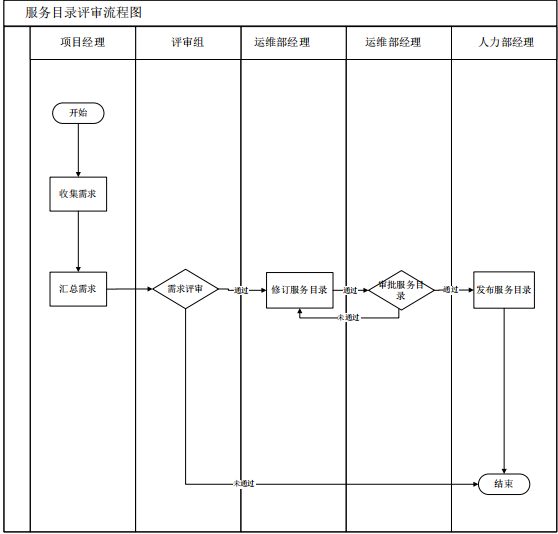 服务目录评审流程图
项目经理
评审组
运维部经理
运维部经理
人力部经理
开始
收集需求
汇总需求
需求评审
通过
修订服务目录
通过
审批服务目
录
通过
发布服务目录
未通过
未通过
结束